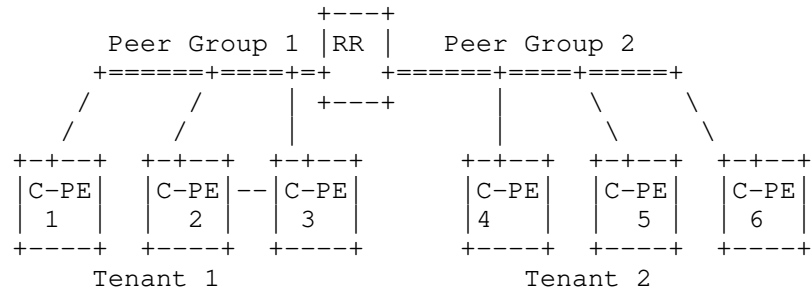 +---+
      Peer Group 1  |RR |   Peer Group 2
     +======+====+=+   +======+====+=====+
    /      /     |  +---+      |     \     \
   /      /      |             |      \     \
+-+--+  +-+--+  +-+--+      +-+--+  +-+--+  +-+--+
|C-PE|  |C-PE|--|C-PE|      |C-PE|  |C-PE|  |C-PE|
| 1  |  |  2 |  | 3  |      |4   |  |   5|  | 6  |
+----+  +----+  +----+      +----+  +----+  +----+
     Tenant 1                    Tenant 2